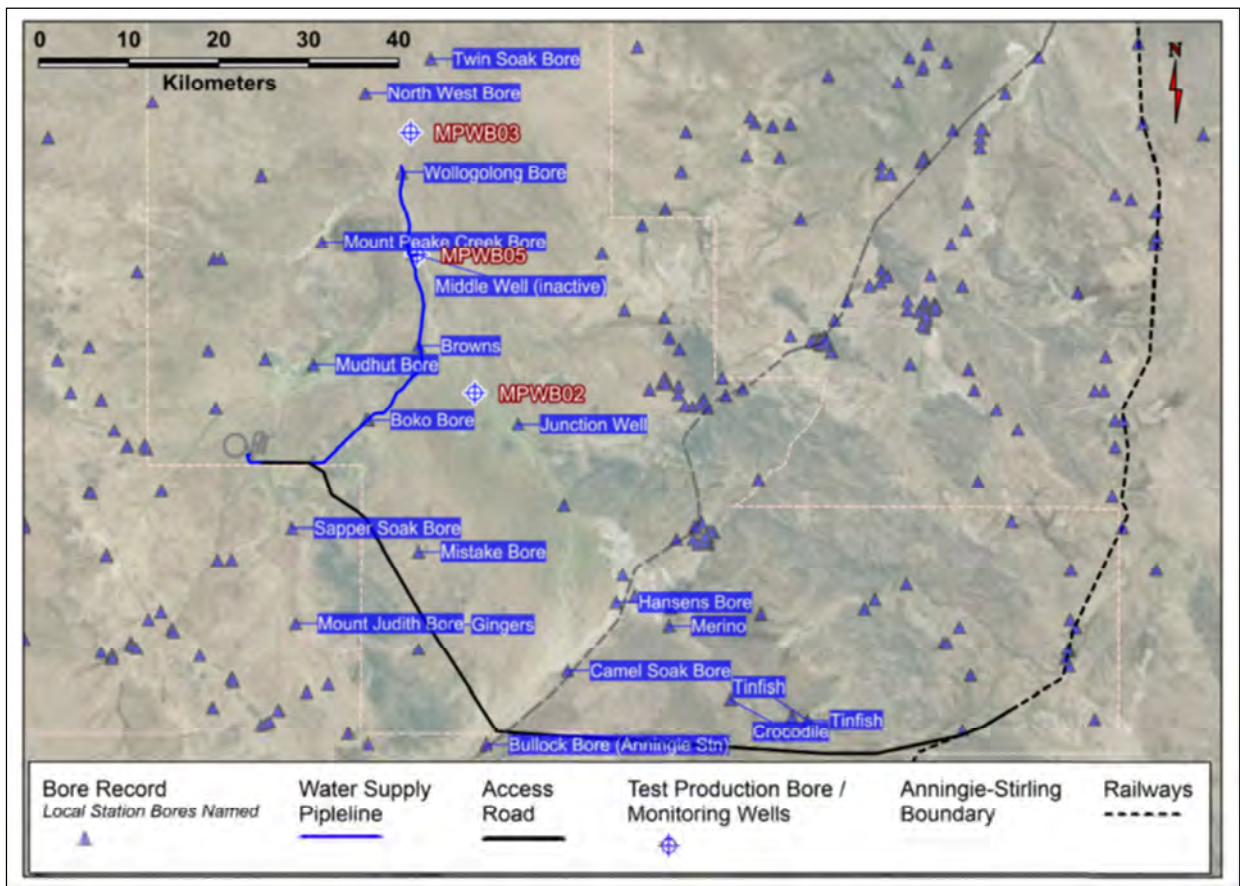 0 10 20 30 40
Kilometers
N
Twin Soak Bore
North West Bore
MPWB03
Wollogolong Bore
Mount Peake Creek Bore
MPWB05
Middle Well (inactive)
Browns
Mudhut Bore
MPWB02
Boko Bore
Junction Well
Sapper Soak Bore
Mistake Bore
Hansens Bore
Mount Judith Bore
Gingers
Merino
Camel Soak Bore
Tinfish
Tinfish
Crocodile
Bullock Bore (Anningie Stn)
Bore Record
Local Station Bores Named
Water Supply
Pipleline
Access
Road
Test Production Bore /
Monitoring Wells
Anningie-Stirling
Boundary
Railways